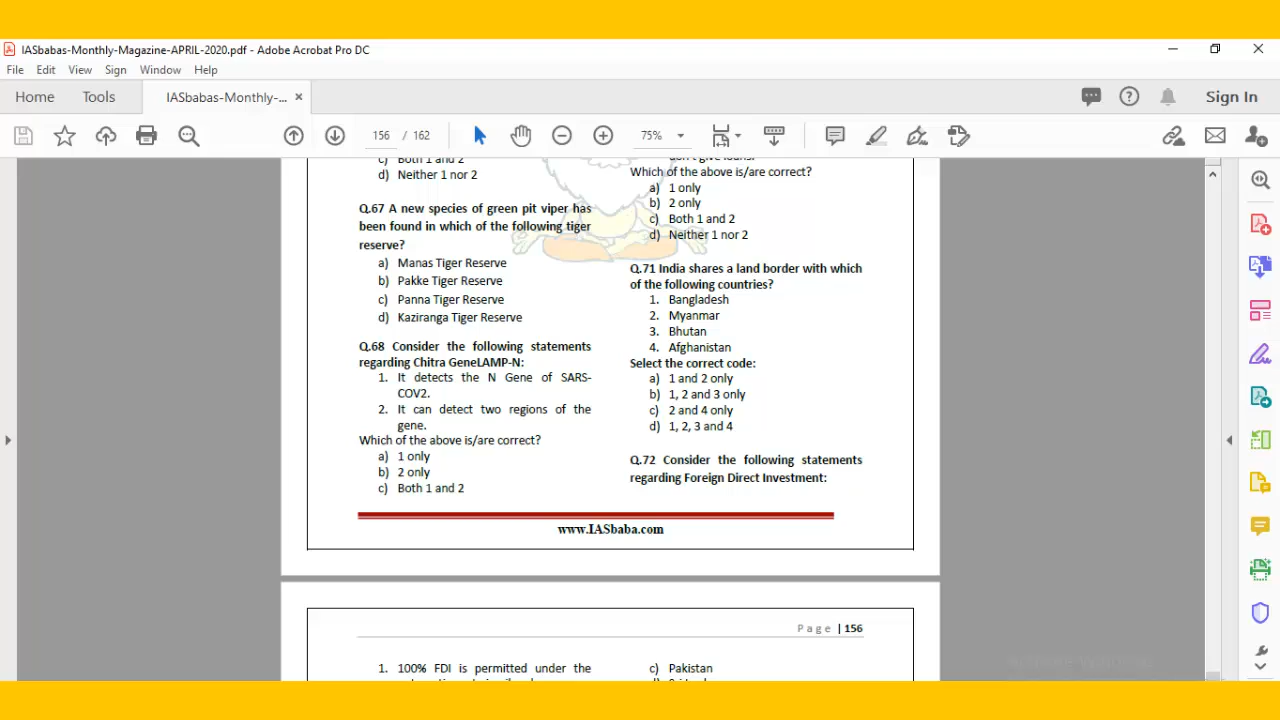 IASbabas-Monthly-Magazine-APRIL-2020.pdf - Adobe Acrobat Pro DC
File Edit View Sign Window Help
Home Tools IASbabas-Monthly-... × Sign In
156 / 162 75%
c) Both 1 and 2
d) Neither 1 nor 2
Q.67 A new species of green pit viper has
been found in which of the following tiger
reserve?
a) Manas Tiger Reserve
b) Pakke Tiger Reserve
c) Panna Tiger Reserve
d) Kaziranga Tiger Reserve
Q.68 Consider the following statements
regarding Chitra GeneLAMP-N:
1. It detects the N Gene of SARS-
COV2.
2. It can detect two regions of the
gene.
Which of the above is/are correct?
a) 1 only
b) 2 only
c) Both 1 and 2
don't give loans.
Which of the above is/are correct?
a) 1 only
b) 2 only
c) Both 1 and 2
d) Neither 1 nor 2
Q.71 India shares a land border with which
of the following countries?
1. Bangladesh
2. Myanmar
3. Bhutan
4. Afghanistan
Select the correct code:
a) 1 and 2 only
b) 1, 2 and 3 only
c) 2 and 4 only
d) 1, 2, 3 and 4
Q.72 Consider the following statements
regarding Foreign Direct Investment:
www.IASbaba.com
Page | 156
1. 100% FDI is permitted under the
c) Pakistan